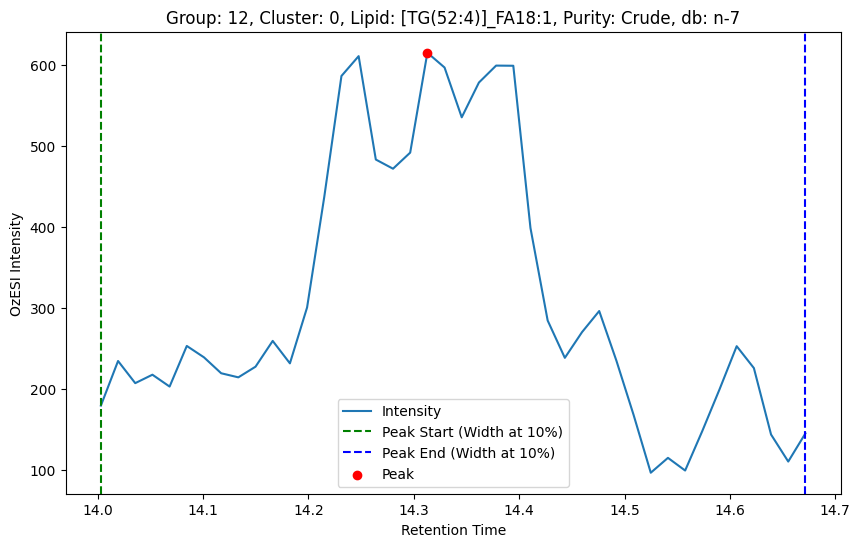 Group: 12, Cluster: 0, Lipid: [TG(52:4)]_FA18:1, Purity: Crude, db: n-7
OzESI Intensity
600
500
400
300
200
100
Intensity
Peak Start (Width at 10%)
Peak End (Width at 10%)
Peak
14.0 14.1 14.2 14.3 14.4 14.5 14.6 14.7
Retention Time